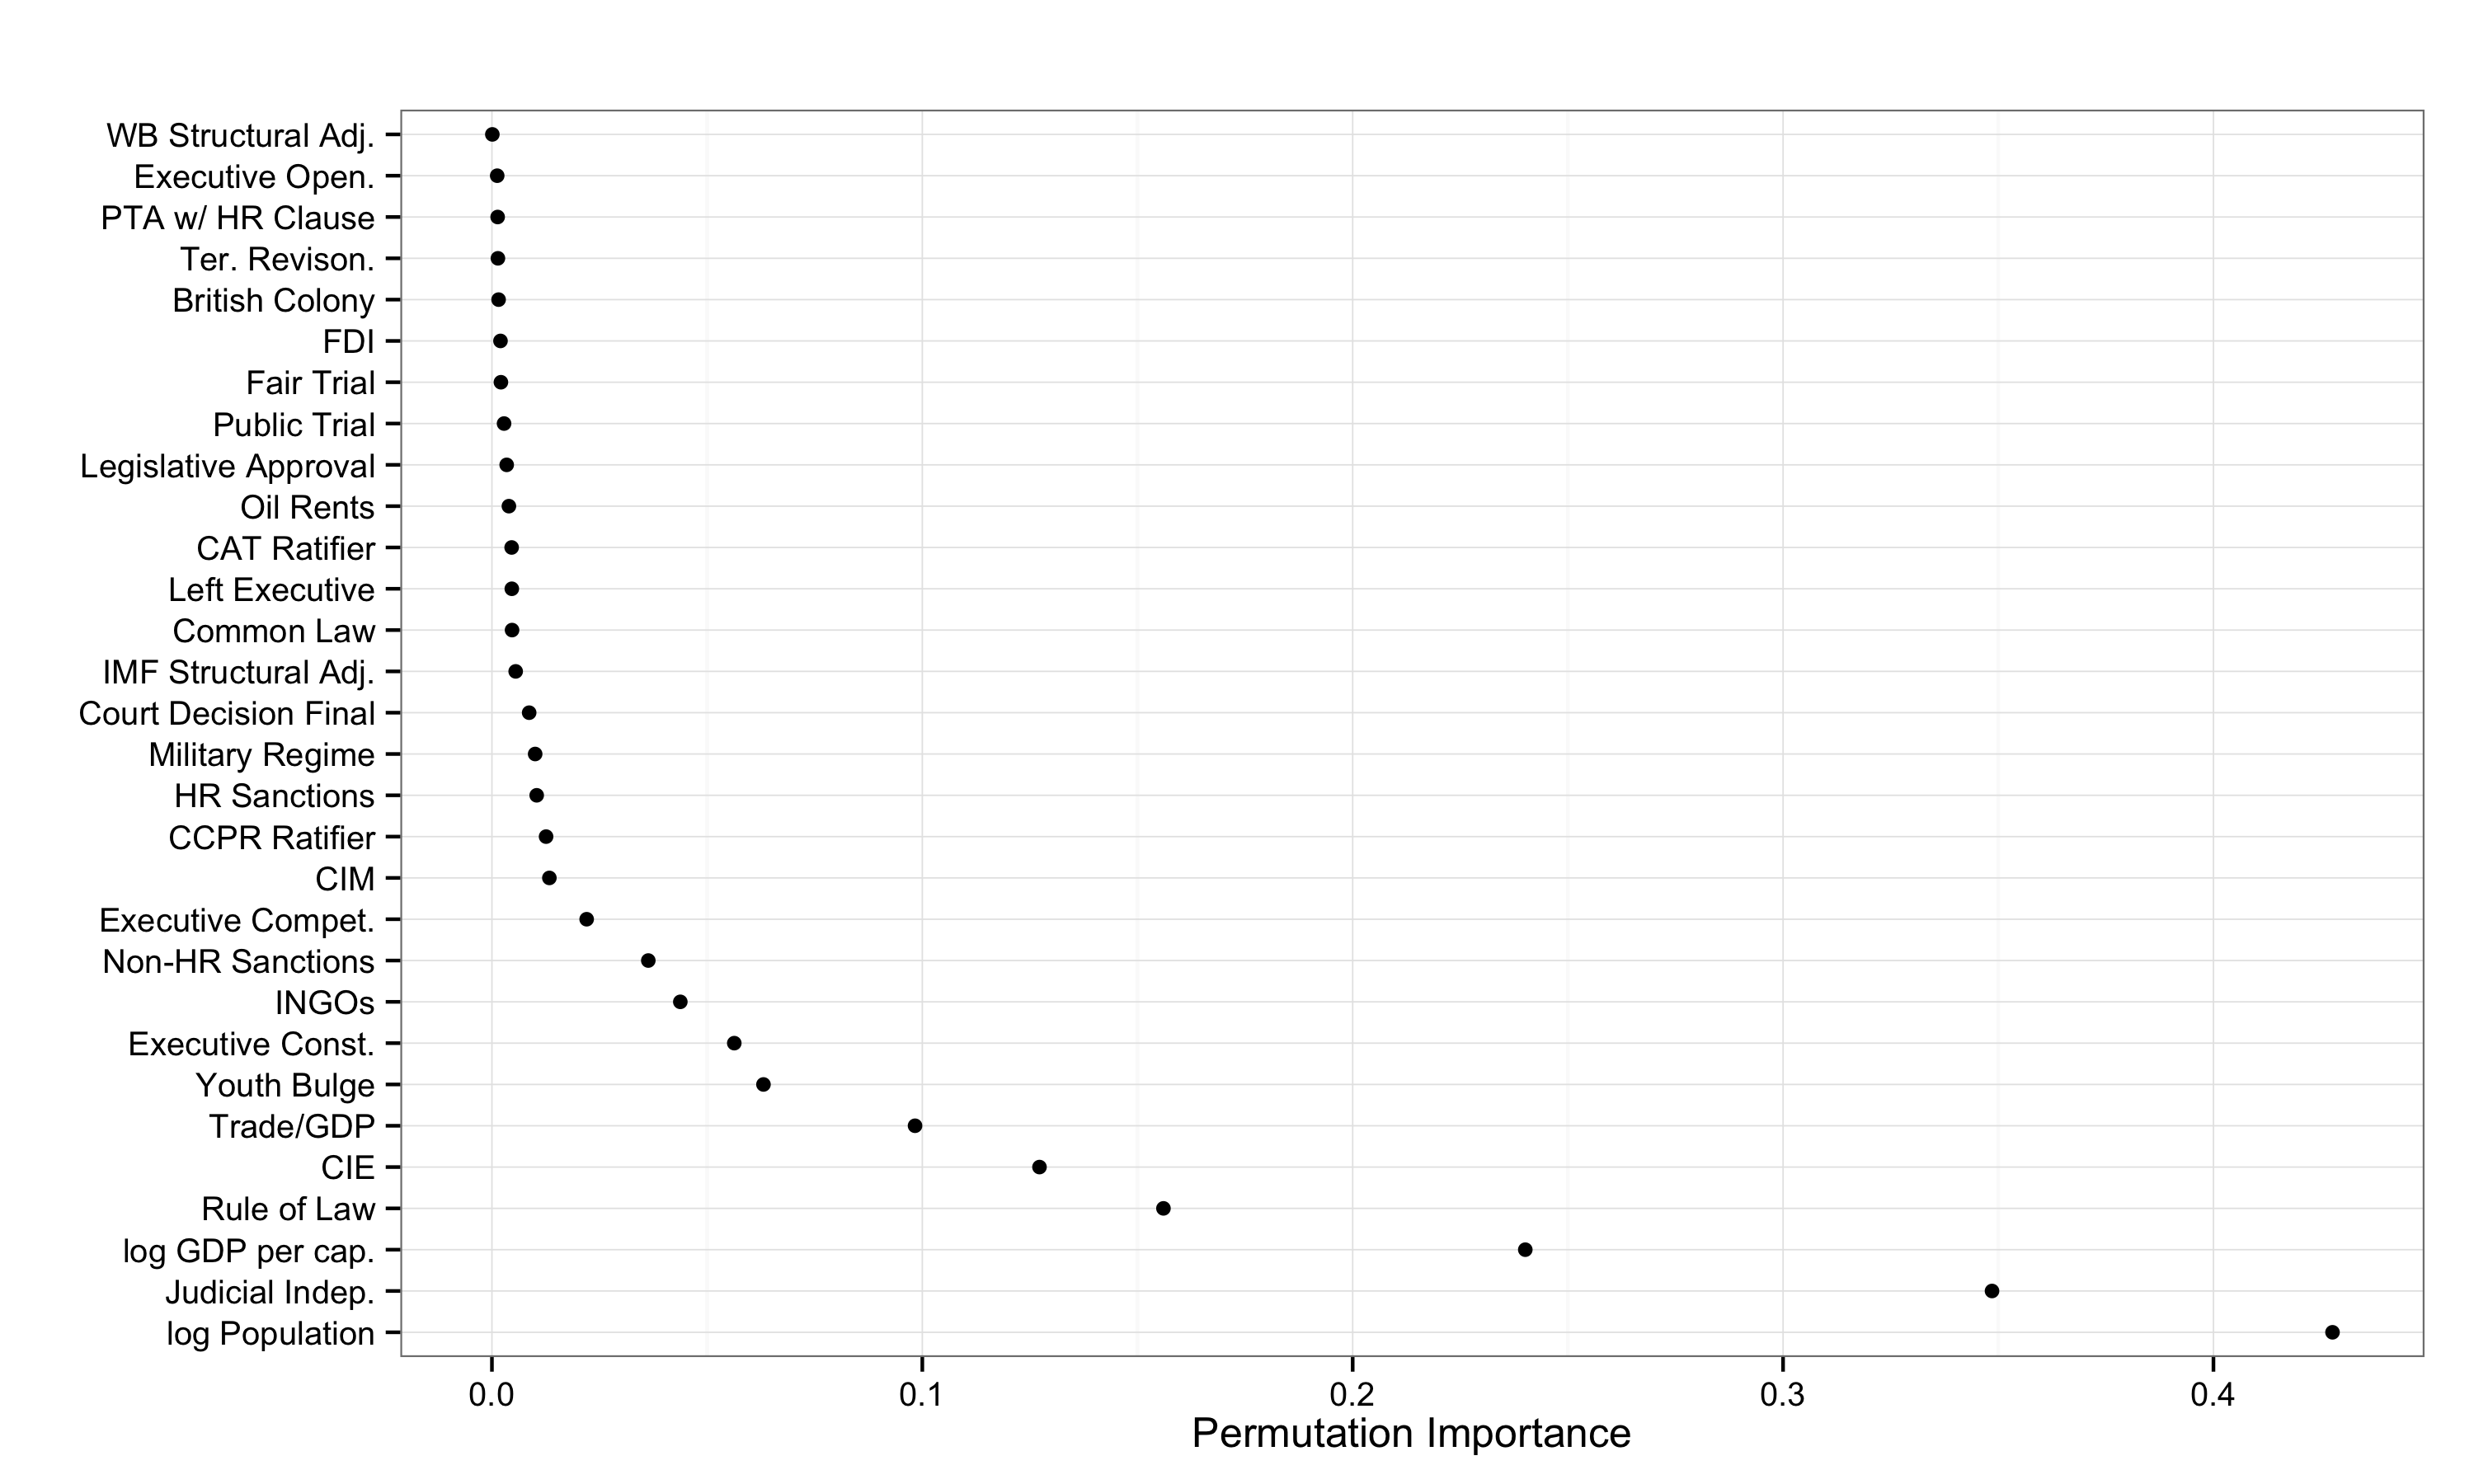 WB Structural Adj.
Executive Open.
PTA w/ HR Clause
Ter. Revison.
British Colony
FDI
Fair Trial
Public Trial
Legislative Approval
Oil Rents
CAT Ratifier
Left Executive
Common Law
IMF Structural Adj.
Court Decision Final
Military Regime
HR Sanctions
CCPR Ratifier
CIM
Executive Compet.
Non-HR Sanctions
INGOs
Executive Const.
Youth Bulge
Trade/GDP
CIE
Rule of Law
log GDP per cap.
Judicial Indep.
log Population
0.0 0.1 0.2 0.3 0.4
Permutation Importance